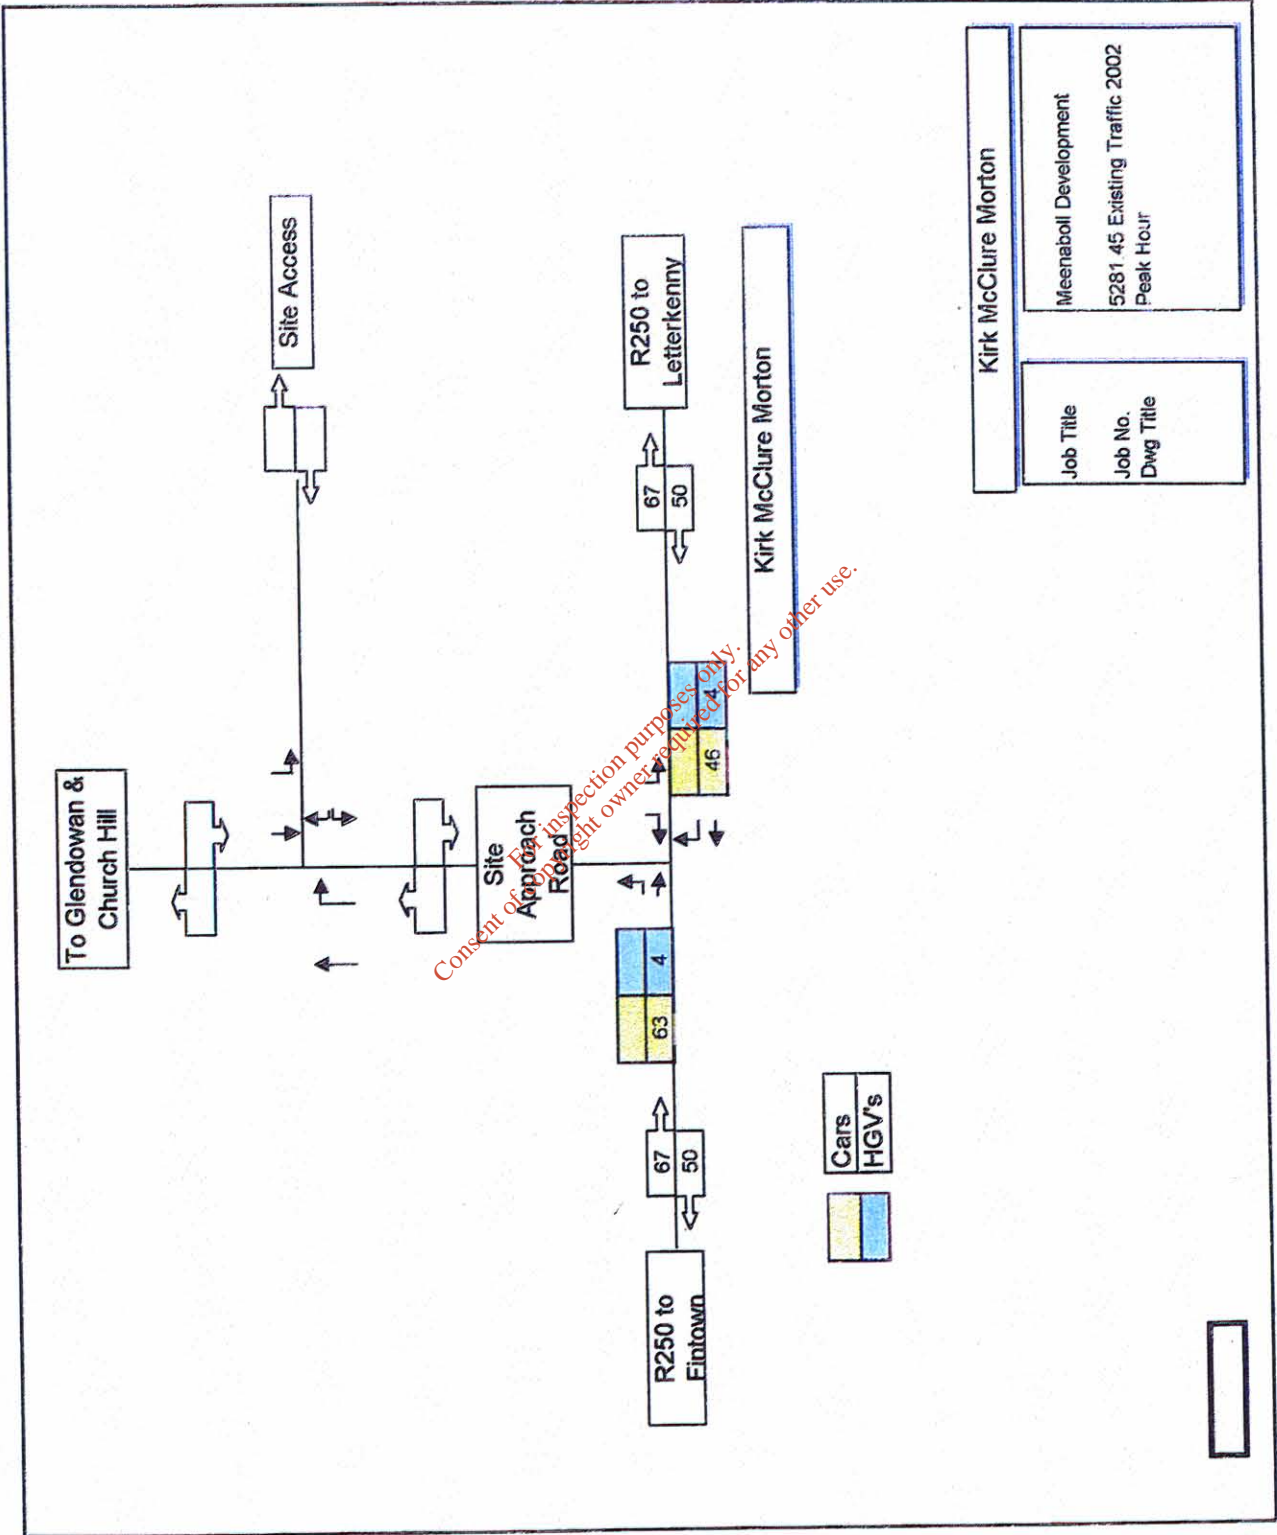 To Glendowan &
Church Hill
Site Access
Site
Approach
Road
R250 to
Letterkenny
67
50
Kirk McClure Morton
46
4
63
4
67
50
R250 to
Fintown
Cars
HGV's
Kirk McClure Morton
Job Title
Meenaboll Development
Job No.
5281.45 Existing Traffic 2002
Dwg Title
Peak Hour
For inspection purposes only.
Consent of copyright owner required for any other use.